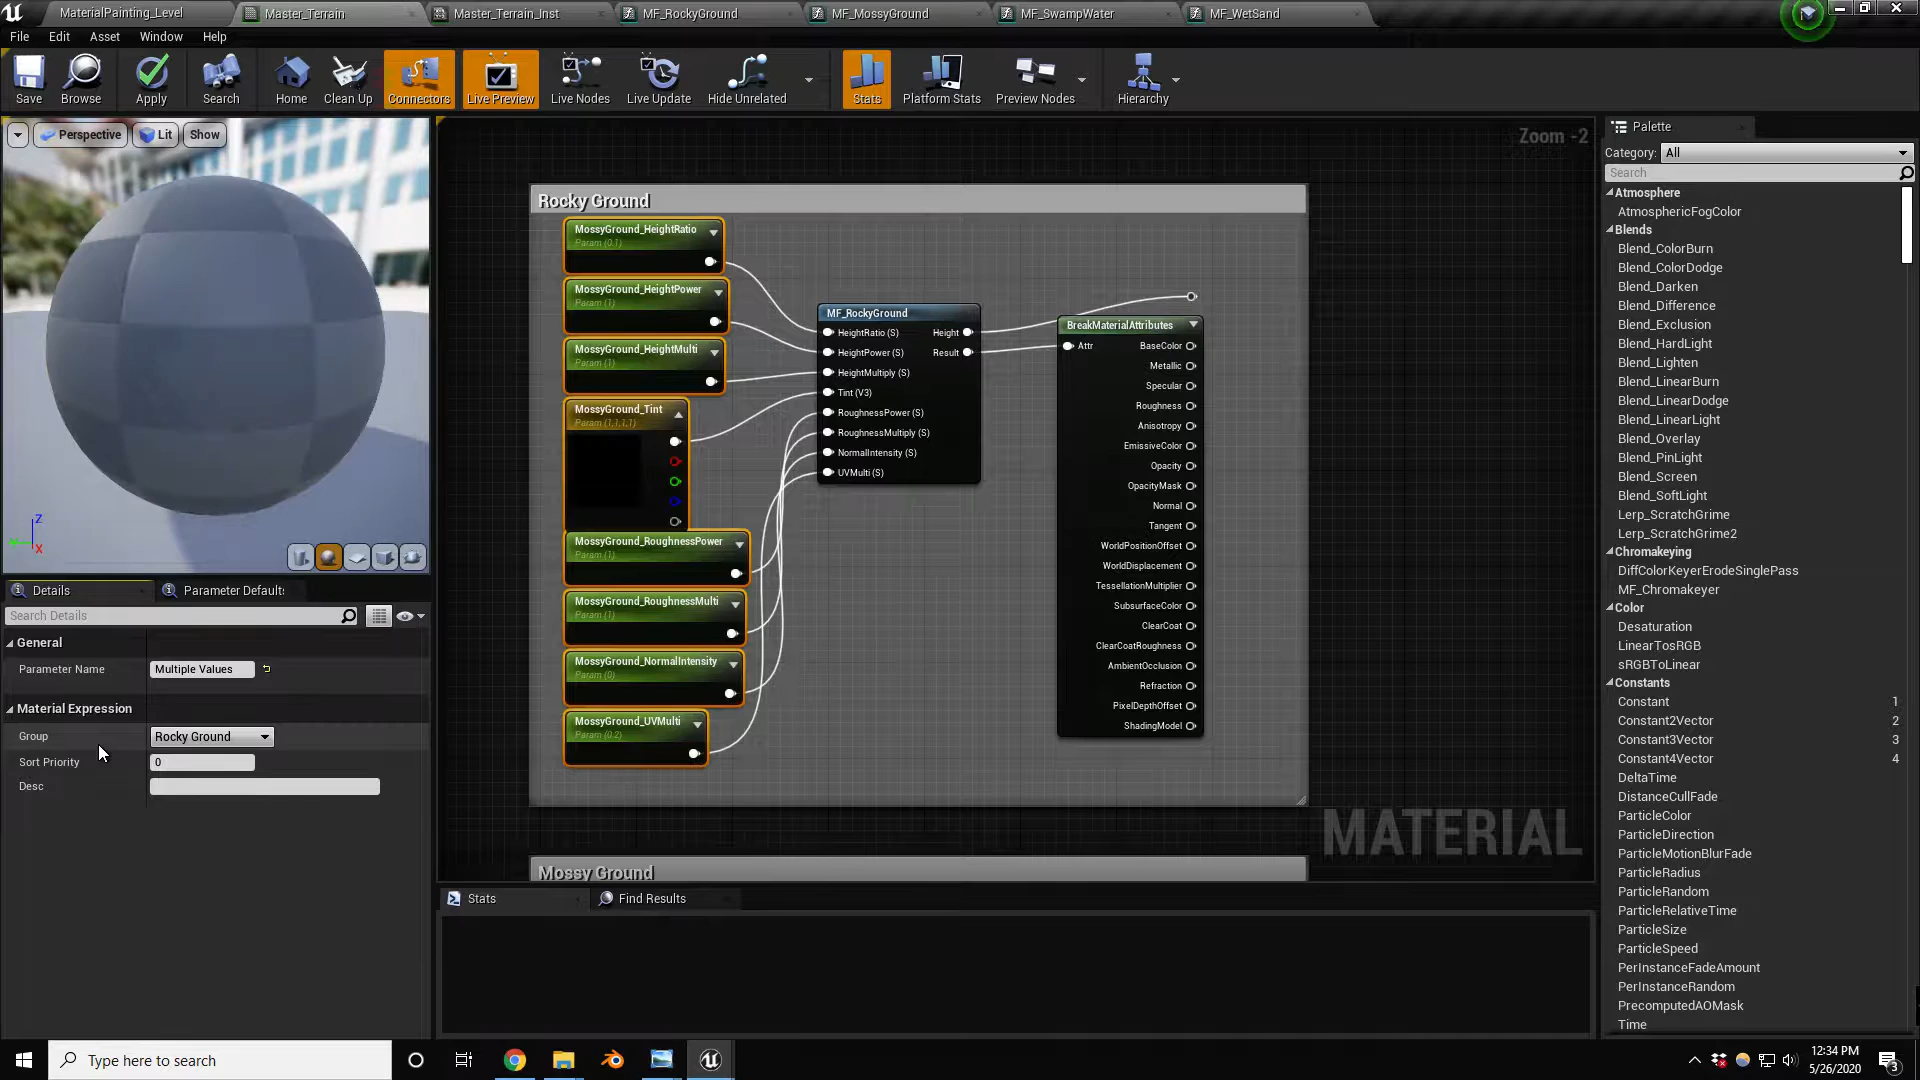 MaterialPainting_Level
Master_Terrain
Master_Terrain_Inst
MF_RockyGround
MF_MossyGround
MF_SwampWater
MF_WetSand
File
Edit
Asset
Window
Help
Save
Browse
Apply
Search
Home
Clean Up
Connectors
Live Preview
Live Nodes
Live Update
Hide Unrelated
Stats
Platform Stats
Preview Nodes
Hierarchy
Perspective
Lit
Show
Z
X
Details
Parameter Defaults
Search Details
General
Parameter Name
Multiple Values
Material Expression
Group
Rocky Ground
Sort Priority
0
Desc
Zoom -2
Rocky Ground
MossyGround_HeightRatio
Param (0.1)
MossyGround_HeightPower
Param (1)
MossyGround_HeightMulti
Param (1)
MossyGround_Tint
Param (1,1,1,1)
MossyGround_RoughnessPower
Param (1)
MossyGround_RoughnessMulti
Param (1)
MossyGround_NormalIntensity
Param (0)
MossyGround_UVMulti
Param (0.2)
MF_RockyGround
HeightRatio (S)
Height
HeightPower (S)
Result
HeightMultiply (S)
Tint (V3)
RoughnessPower (S)
RoughnessMultiply (S)
NormalIntensity (S)
UVMulti (S)
BreakMaterialAttributes
Attr
BaseColor
Metallic
Specular
Roughness
Anisotropy
EmissiveColor
Opacity
OpacityMask
Normal
Tangent
WorldPositionOffset
WorldDisplacement
TessellationMultiplier
SubsurfaceColor
ClearCoat
ClearCoatRoughness
AmbientOcclusion
Refraction
PixelDepthOffset
ShadingModel
MATERIAL
Mossy Ground
Stats
Find Results
Palette
Category:
All
Search
Atmosphere
AtmosphericFogColor
Blends
Blend_ColorBurn
Blend_ColorDodge
Blend_Darken
Blend_Difference
Blend_Exclusion
Blend_HardLight
Blend_Lighten
Blend_LinearBurn
Blend_LinearDodge
Blend_LinearLight
Blend_Overlay
Blend_PinLight
Blend_Screen
Blend_SoftLight
Lerp_ScratchGrime
Lerp_ScratchGrime2
Chromakeying
DiffColorKeyerErodeSinglePass
MF_Chromakeyer
Color
Desaturation
LinearTosRGB
sRGBToLinear
Constants
Constant 1
Constant2Vector 2
Constant3Vector 3
Constant4Vector 4
DeltaTime
DistanceCullFade
ParticleColor
ParticleDirection
ParticleMotionBlurFade
ParticleRadius
ParticleRandom
ParticleRelativeTime
ParticleSize
ParticleSpeed
PerInstanceFadeAmount
PerInstanceRandom
PrecomputedAOMask
Time
Type here to search
12:34 PM
5/26/2020
3